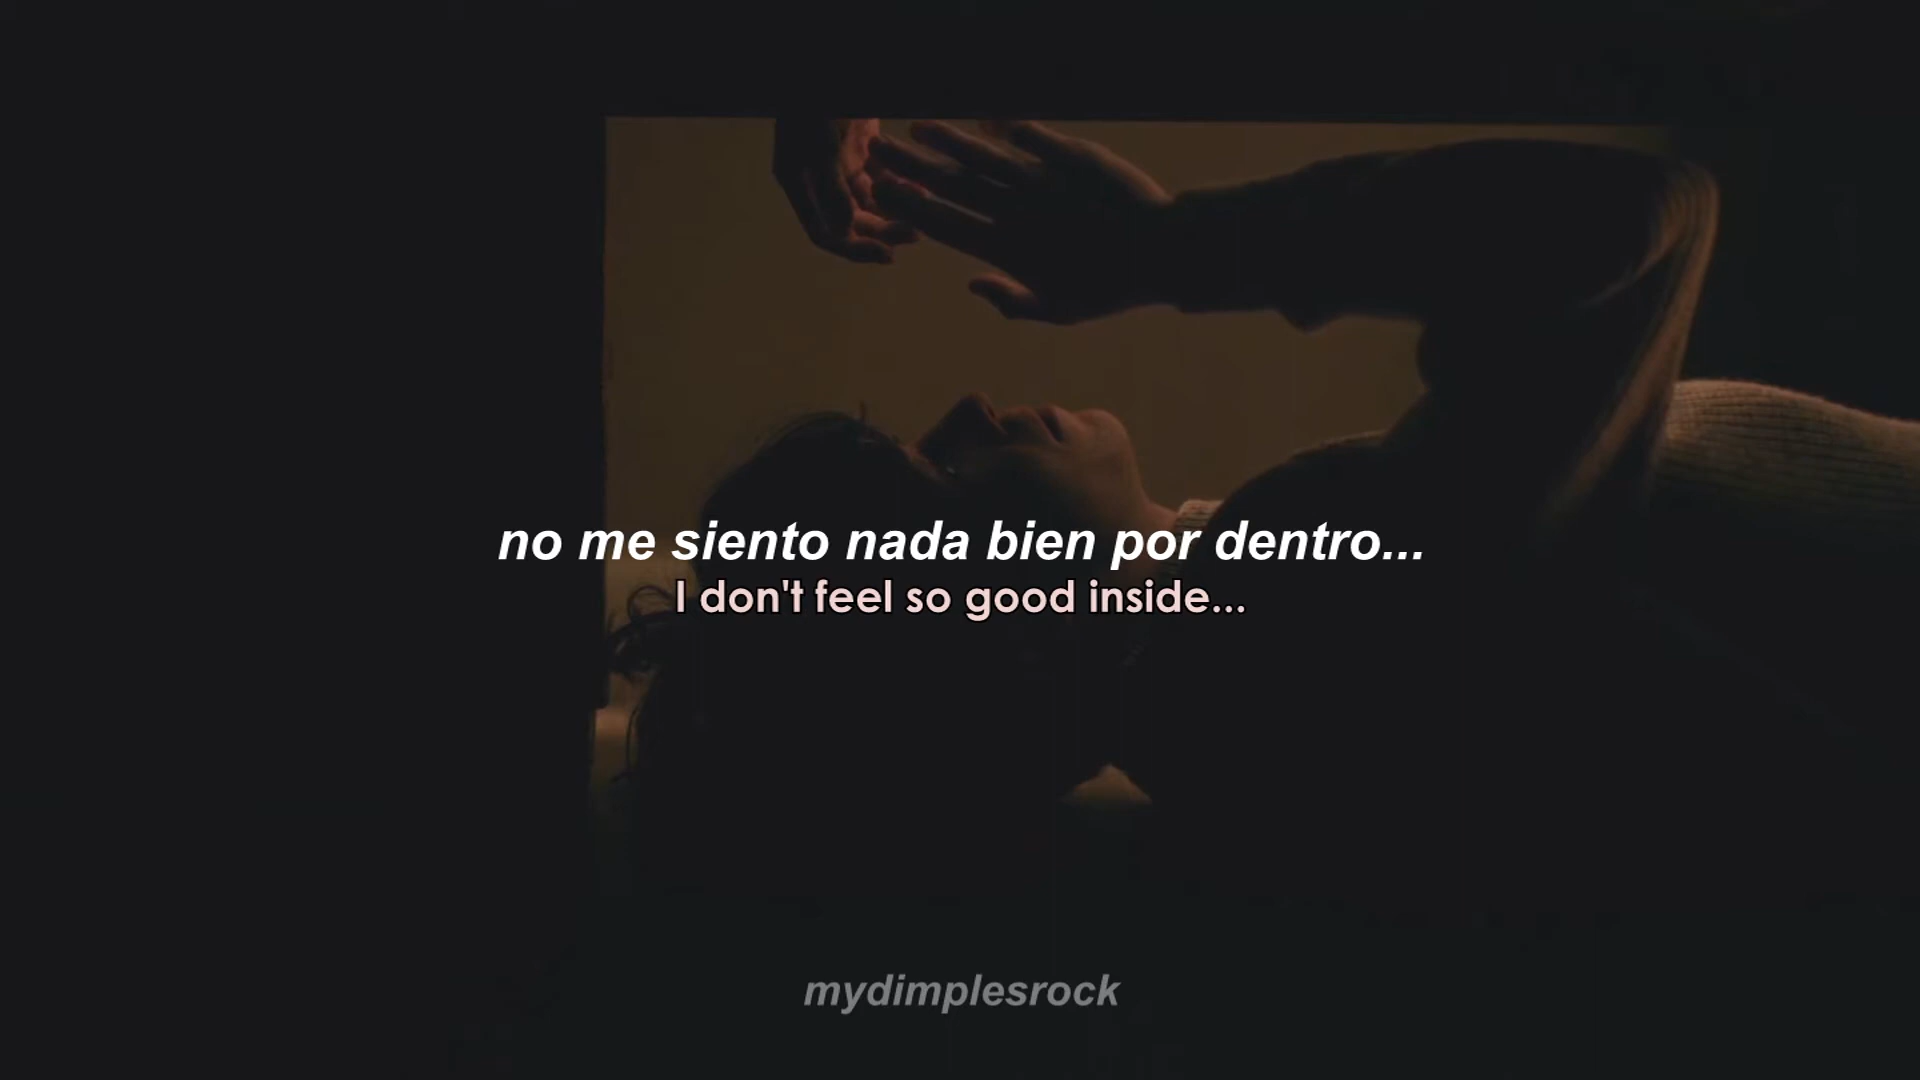 no me siento nada bien por dentro...
I don't feel so good inside...
mydimplesrock